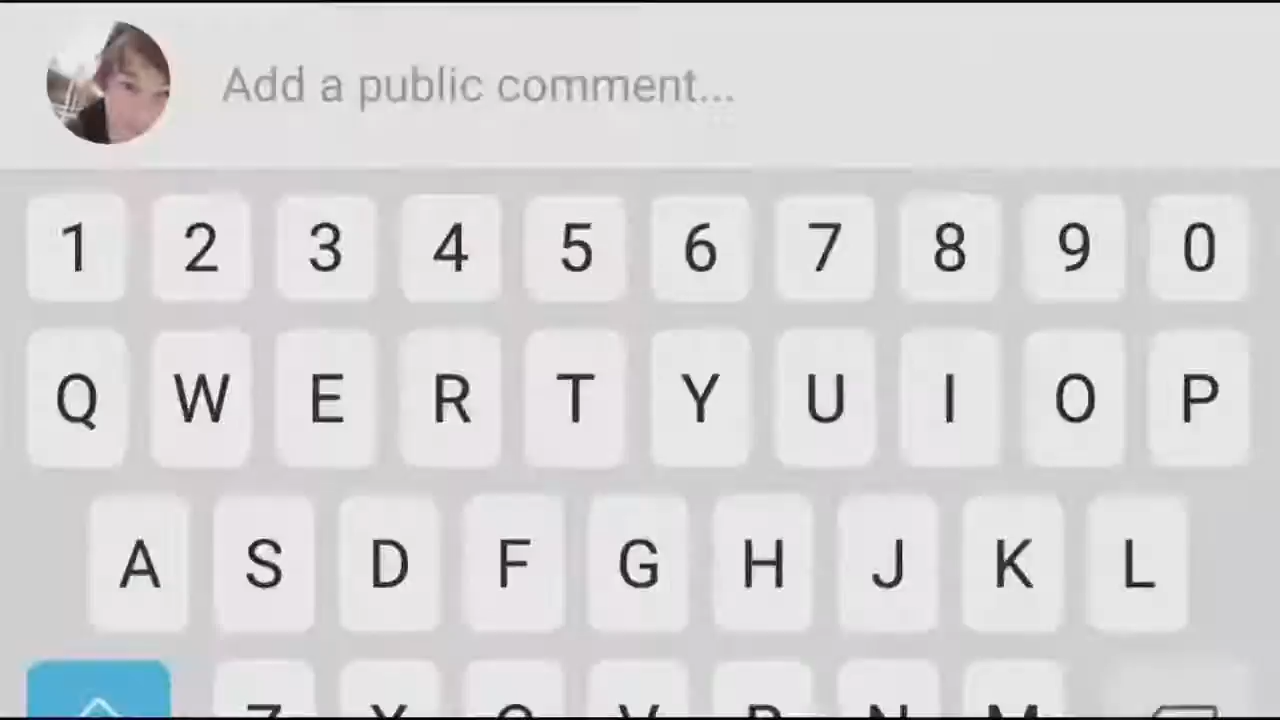 Add a public comment...
1 2 3 4 5 6 7 8 9 0
Q W E R T Y U I O P
A S D F G H J K L
Z X C V B N M